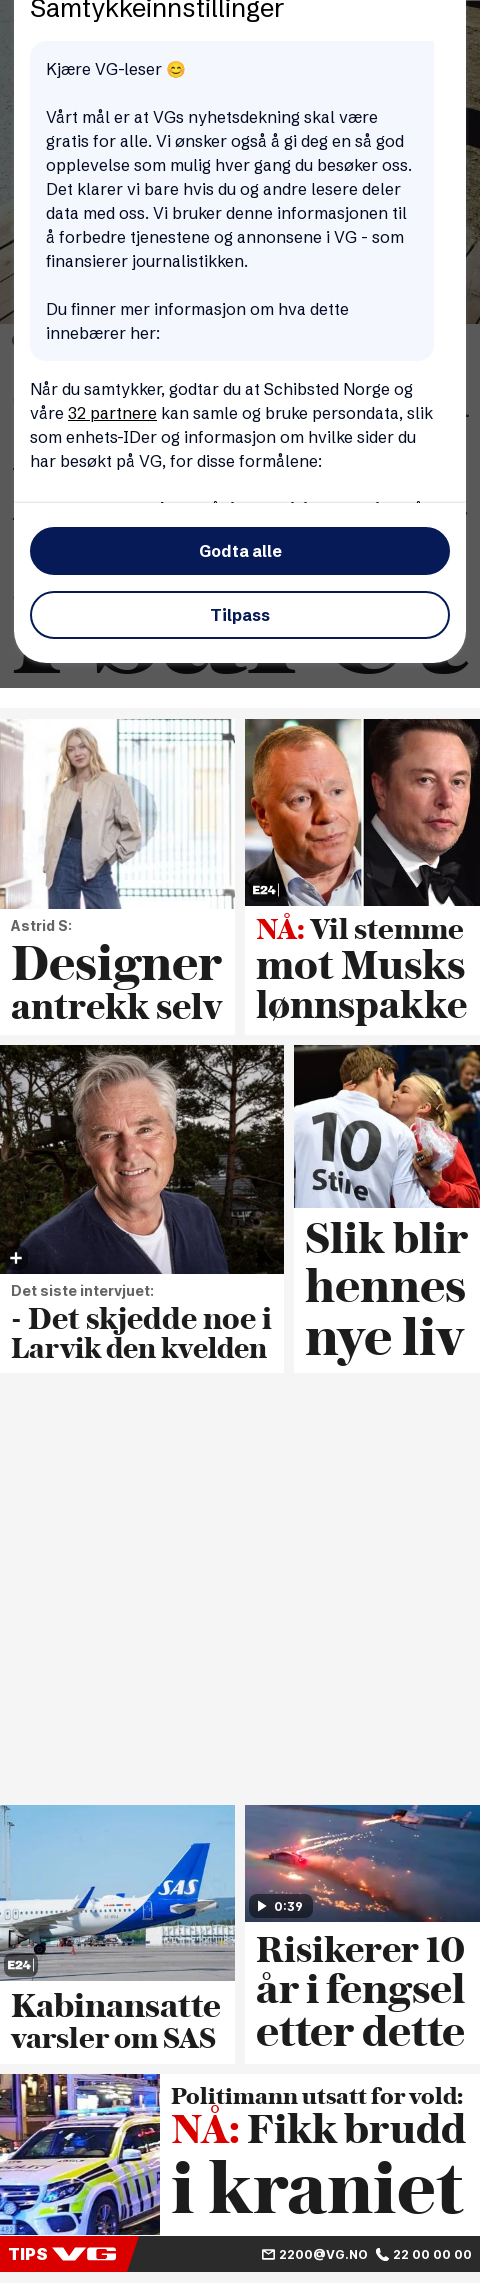 Samtykkeinnstillinger
Kjære VG-leser 😊
Vårt mål er at VGs nyhetsdekning skal være
gratis for alle. Vi ønsker også å gi deg en så god
opplevelse som mulig hver gang du besøker oss.
Det klarer vi bare hvis du og andre lesere deler
data med oss. Vi bruker denne informasjonen til
å forbedre tjenestene og annonsene i VG - som
finansierer journalistikken.
Du finner mer informasjon om hva dette
innebærer her:
Når du samtykker, godtar du at Schibsted Norge og
våre 32 partnere kan samle og bruke persondata, slik
som enhets-IDer og informasjon om hvilke sider du
har besøkt på VG, for disse formålene:
Godta alle
Tilpass
E24
Astrid S:
Designer
antrekk selv
NÅ: Vil stemme
mot Musks
lønnspakke
10
Stine
Det siste intervjuet:
- Det skjedde noe i
Larvik den kvelden
Slik blir
hennes
nye liv
SAS
E24
0:39
Kabinansatte
varsler om SAS
Risikerer 10
år i fengsel
etter dette
Politimann utsatt for vold:
NÅ: Fikk brudd
i kraniet
TIPS VG 2200@VG.NO 22 00 00 00